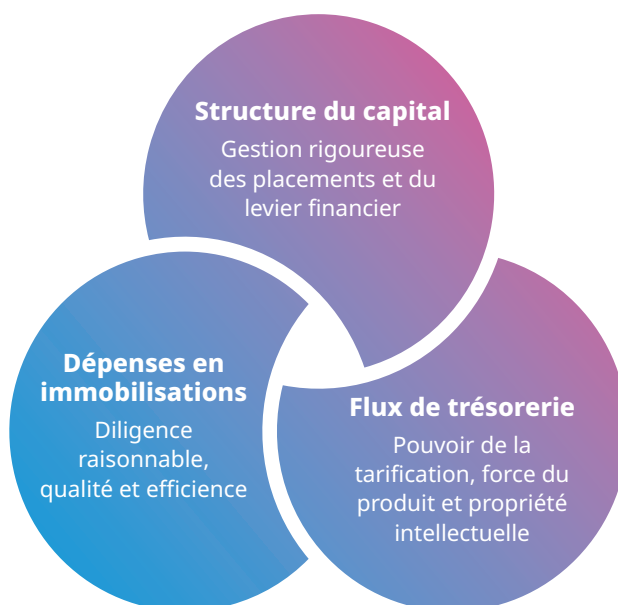 Structure du capital
Gestion rigoureuse
des placements et du
levier financier
Dépenses en
immobilisations
Diligence
raisonnable,
qualité et efficience
Flux de trésorerie
Pouvoir de la
tarification, force du
produit et propriété
intellectuelle